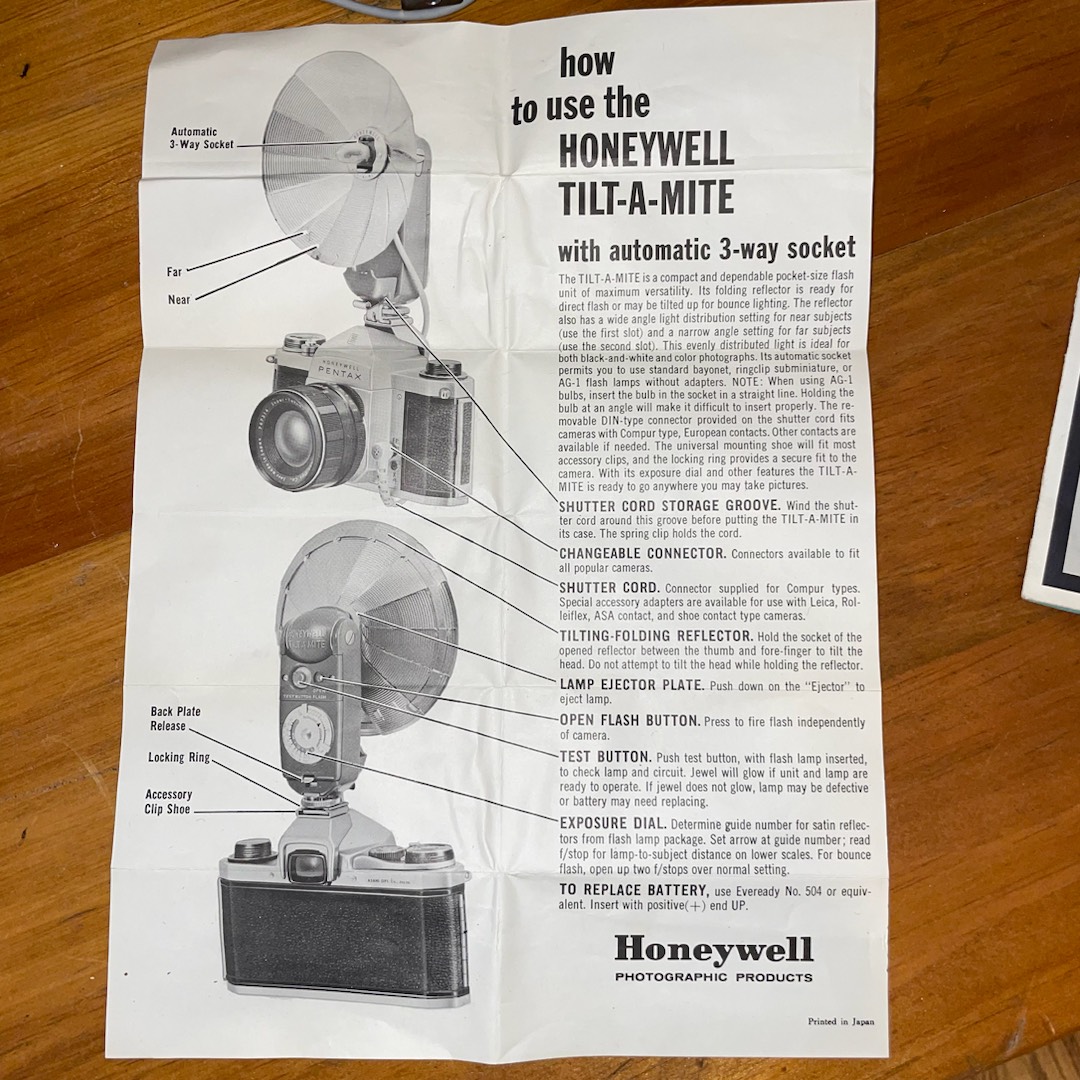 how
to use the
HONEYWELL
TILT-A-MITE
with automatic 3-way socket
The TILT-A-MITE is a compact and dependable pocket-size flash
unit of maximum versatility. Its folding reflector is ready for
direct flash or may be tilted up for bounce lighting. The reflector
also has a wide angle light distribution setting for near subjects
(use the first slot) and a narrow angle setting for far subjects
(use the second slot). This evenly distributed light is ideal for
both black-and-white and color photographs. Its automatic socket
permits you to use standard bayonet, ringclip subminiature, or
AG-1 flash lamps without adapters. NOTE: When using AG-1
bulbs, insert the bulb in the socket in a straight line. Holding the
bulb at an angle will make it difficult to insert properly. The re-
movable DIN-type connector provided on the shutter cord fits
cameras with Compur type, European contacts. Other contacts are
available if needed. The universal mounting shoe will fit most
accessory clips, and the locking ring provides a secure fit to the
camera. With its exposure dial and other features the TILT-A-
MITE is ready to go anywhere you may take pictures.
SHUTTER CORD STORAGE GROOVE. Wind the shut-
ter cord around this groove before putting the TILT-A-MITE in
its case. The spring clip holds the cord.
CHANGEABLE CONNECTOR. Connectors available to fit
all popular cameras.
SHUTTER CORD. Connector supplied for Compur types.
Special accessory adapters are available for use with Leica, Rol-
leiflex, ASA contact, and shoe contact type cameras.
TILTING-FOLDING REFLECTOR. Hold the socket of the
opened reflector between the thumb and fore-finger to tilt the
head. Do not attempt to tilt the head while holding the reflector.
LAMP EJECTOR PLATE. Push down on the "Ejector" to
eject lamp.
OPEN FLASH BUTTON. Press to fire flash independently
of camera.
TEST BUTTON. Push test button, with flash lamp inserted,
to check lamp and circuit. Jewel will glow if unit and lamp are
ready to operate. If jewel does not glow, lamp may be defective
or battery may need replacing.
EXPOSURE DIAL. Determine guide number for satin reflec-
tors from flash lamp package. Set arrow at guide number; read
f/stop for lamp-to-subject distance on lower scales. For bounce
flash, open up two f/stops over normal setting.
TO REPLACE BATTERY, use Eveready No. 504 or equiv-
alent. Insert with positive(+) end UP.
Honeywell
PHOTOGRAPHIC PRODUCTS
Printed in Japan
Automatic
3-Way Socket
Far
Near
HONEYWELL
PENTAX
HONEYWELL
TILT-A-MITE
OPEN
TEST BUTTON FLASH
Back Plate
Release
Locking Ring
Accessory
Clip Shoe